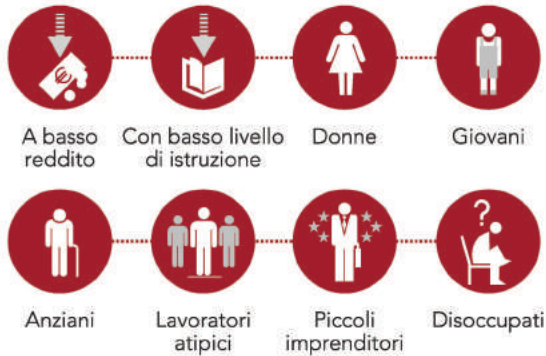 A basso
reddito
Con basso livello
di istruzione
Donne
Giovani
?
Anziani
Lavoratori
atipici
Piccoli
imprenditori
Disoccupati